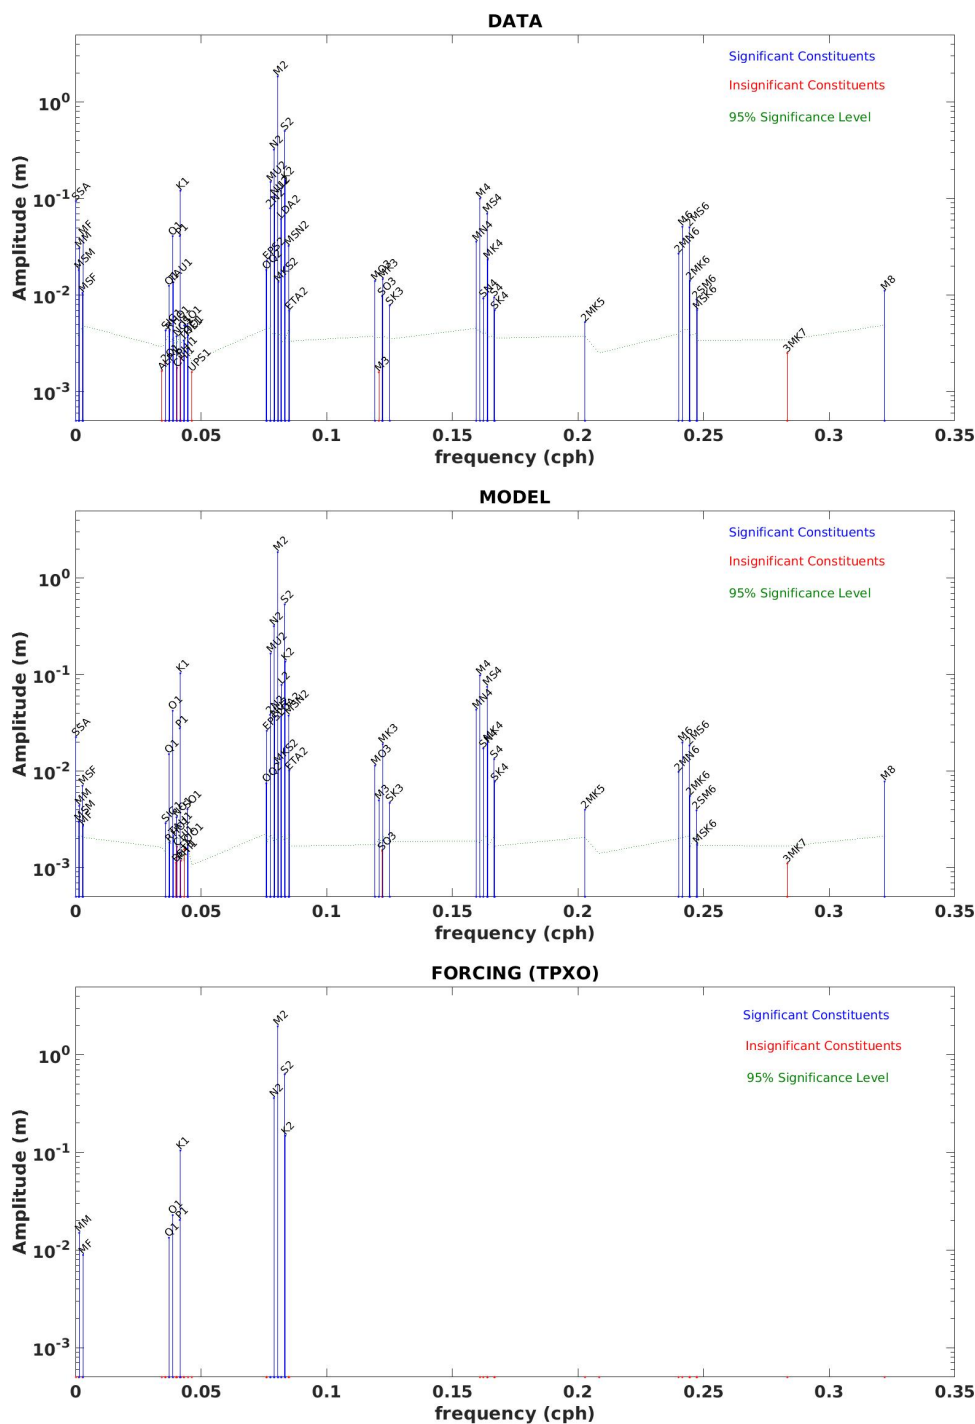 DATA
Significant Constituents
Insignificant Constituents
95% Significance Level
Amplitude (m)
10^0
10^-1
10^-2
10^-3
SSA
MF
MM
MSM
MSF
K1
O1
P1
Q1
TAU1
UPS1
M2
S2
N2
MU2
K2
2N2
LDA2
EPS2
MSN2
OQ2
MKS2
ETA2
MO3
MK3
SO3
SK3
M3
M4
MS4
MN4
MK4
SN4
S4
SK4
2MK5
M6
2MS6
2MN6
2MK6
2SM6
MSK6
3MK7
M8
0
0.05
0.1
0.15
0.2
0.25
0.3
0.35
frequency (cph)
MODEL
Significant Constituents
Insignificant Constituents
95% Significance Level
Amplitude (m)
10^0
10^-1
10^-2
10^-3
SSA
MSF
MM
MSM
MF
K1
O1
P1
Q1
M2
S2
N2
MU2
K2
L2
MSN2
MKS2
ETA2
OQ2
MK3
MO3
M3
SK3
SO3
M4
MS4
MN4
MK4
SN4
S4
SK4
2MK5
M6
2MS6
2MN6
2MK6
2SM6
MSK6
3MK7
M8
0
0.05
0.1
0.15
0.2
0.25
0.3
0.35
frequency (cph)
FORCING (TPXO)
Significant Constituents
Insignificant Constituents
95% Significance Level
Amplitude (m)
10^0
10^-1
10^-2
10^-3
MM
MF
K1
O1
P1
Q1
M2
S2
N2
K2
0
0.05
0.1
0.15
0.2
0.25
0.3
0.35
frequency (cph)